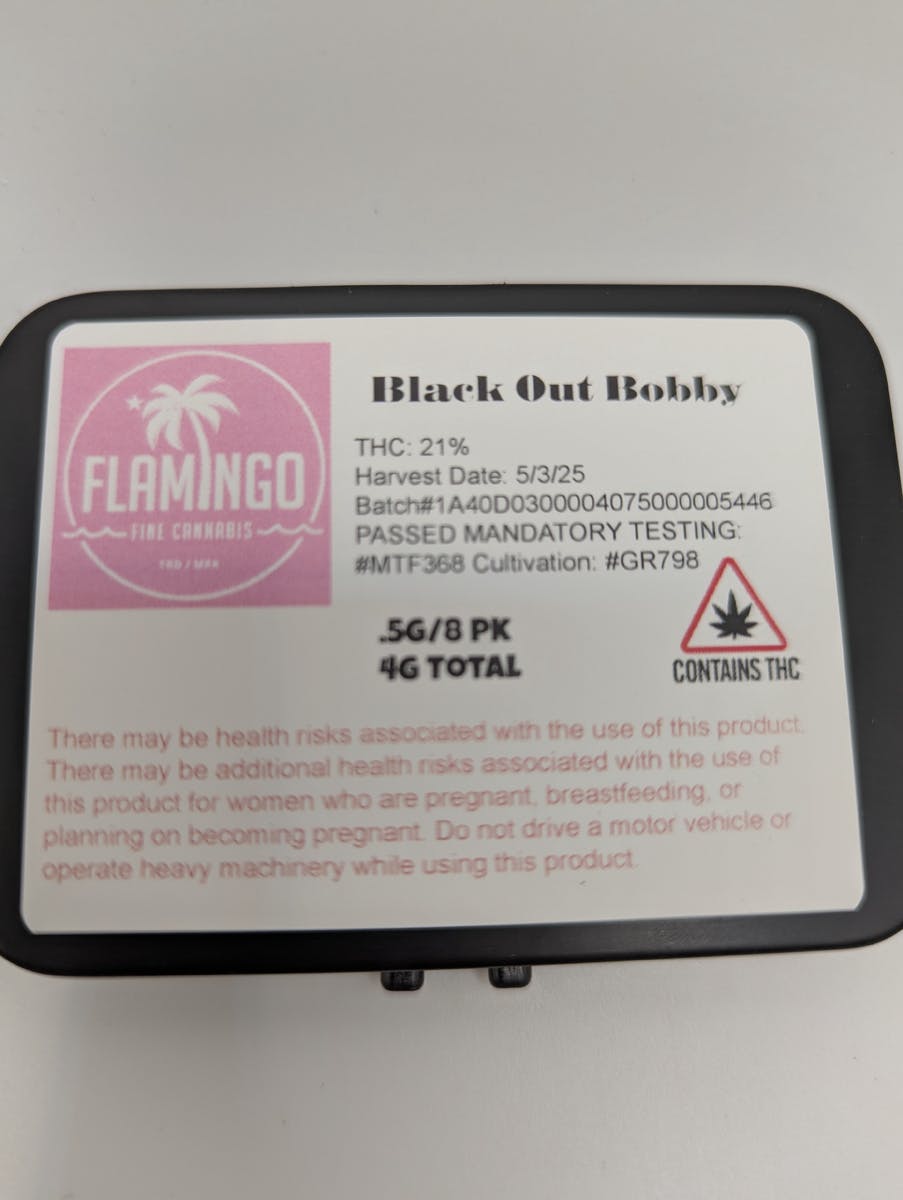 FLAMINGO
FINE CANNABIS
Black Out Bobby
THC: 21%
Harvest Date: 5/3/25
Batch#1A40D0300004075000005446
PASSED MANDATORY TESTING:
#MTF368 Cultivation: #GR798
.5G/8 PK
4G TOTAL
CONTAINS THC
There may be health risks associated with the use of this product.
There may be additional health risks associated with the use of
this product for women who are pregnant, breastfeeding, or
planning on becoming pregnant. Do not drive a motor vehicle or
operate heavy machinery while using this product.